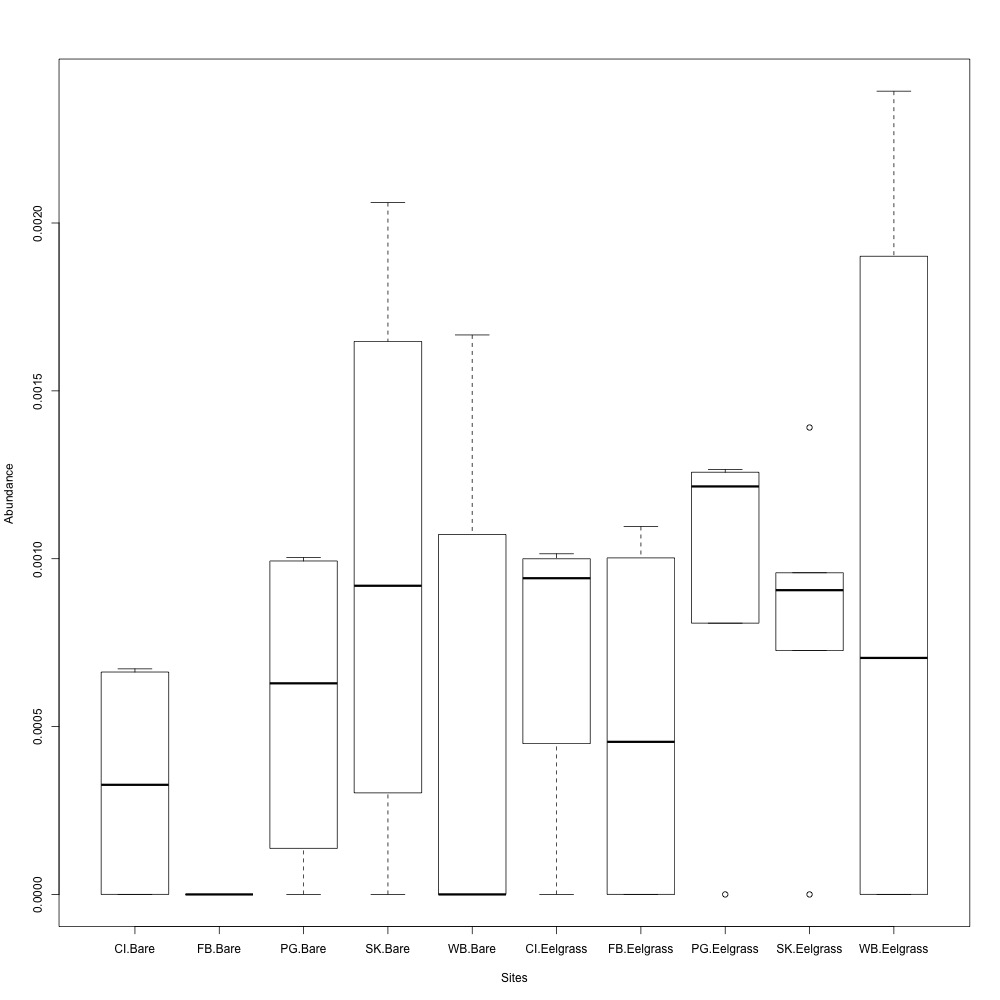 Abundance
0.0020
0.0015
0.0010
0.0005
0.0000
CI.Bare FB.Bare PG.Bare SK.Bare WB.Bare CI.Eelgrass FB.Eelgrass PG.Eelgrass SK.Eelgrass WB.Eelgrass
Sites